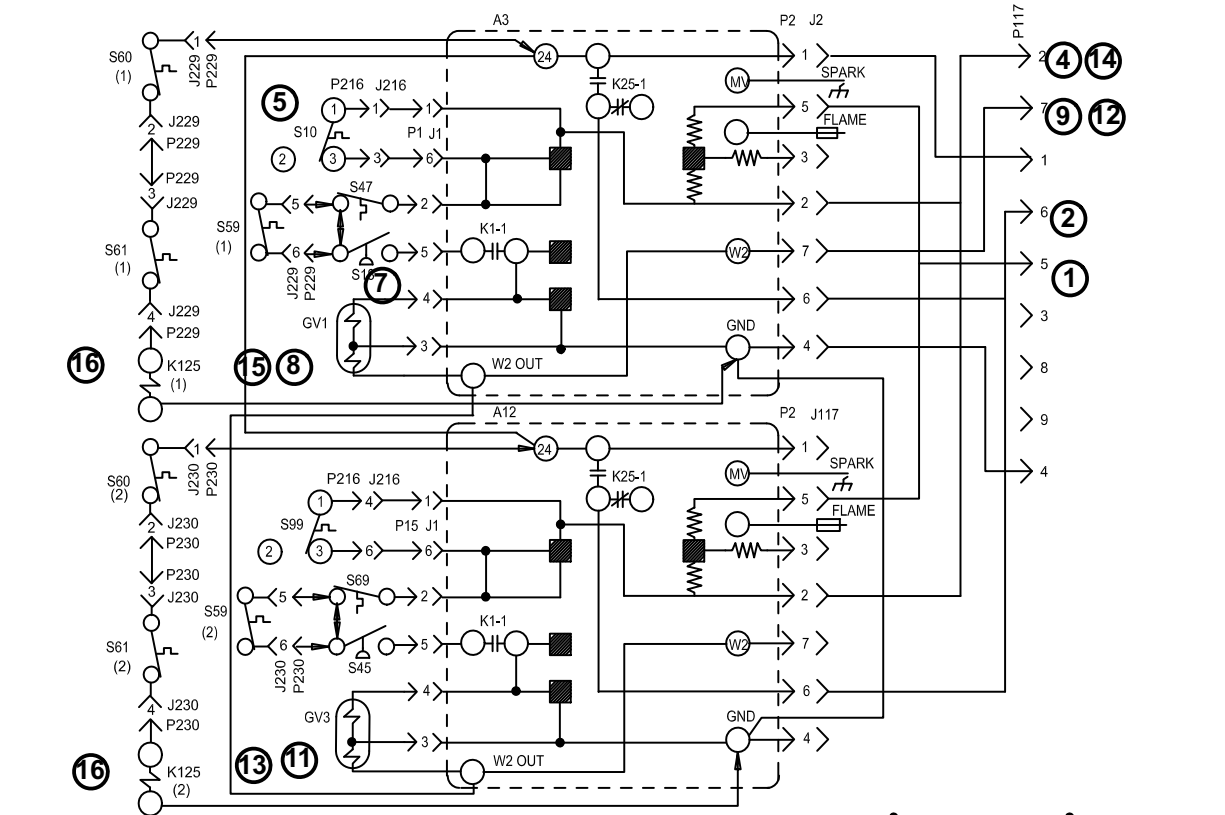 A3
P2 J2
P117
S60
(1)
1
J229
P229
24
1
2
4
14
K25-1
MV
SPARK
5
P216 J216
1
1
1
5
7
9
12
S10
P1 J1
FLAME
2
J229
P229
2
3
3
6
3
1
3
P229
J229
S47
S59
(1)
5
2
2
6
2
S61
(1)
6
J229
P229
S18
7
5
K1-1
W2
7
5
1
4
6
GV1
4
J229
P229
3
GND
4
3
16
K125
(1)
15
8
W2 OUT
8
A12
P2 J117
9
S60
(2)
1
J230
P230
24
1
4
K25-1
MV
SPARK
5
P216 J216
1
4
1
S99
P15 J1
FLAME
2
J230
P230
2
3
6
6
3
3
P230
J230
S69
S59
(2)
5
2
2
S61
(2)
6
J230
P230
S45
5
K1-1
W2
7
4
6
GV3
4
J230
P230
3
GND
4
16
K125
(2)
13
11
W2 OUT